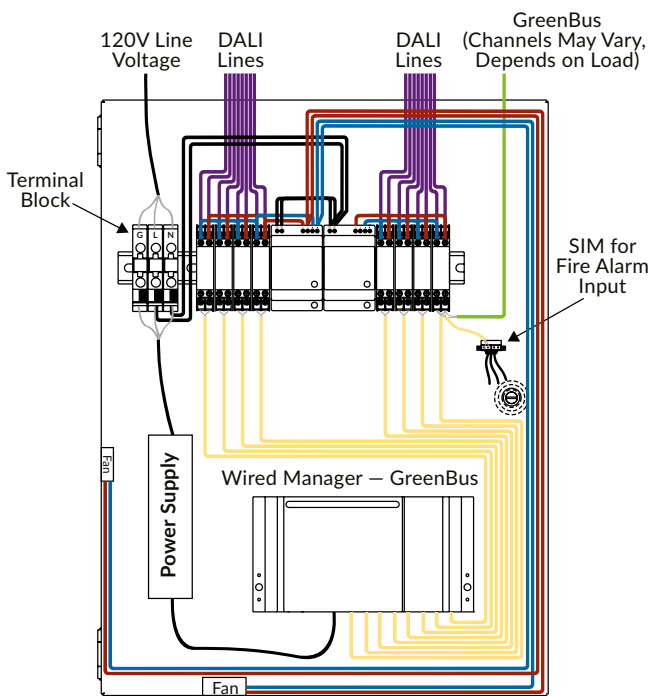 120V Line
Voltage
DALI
Lines
DALI
Lines
GreenBus
(Channels May Vary,
Depends on Load)
Terminal
Block
G L N
SIM for
Fire Alarm
Input
Fan
Power Supply
Wired Manager – GreenBus
Fan